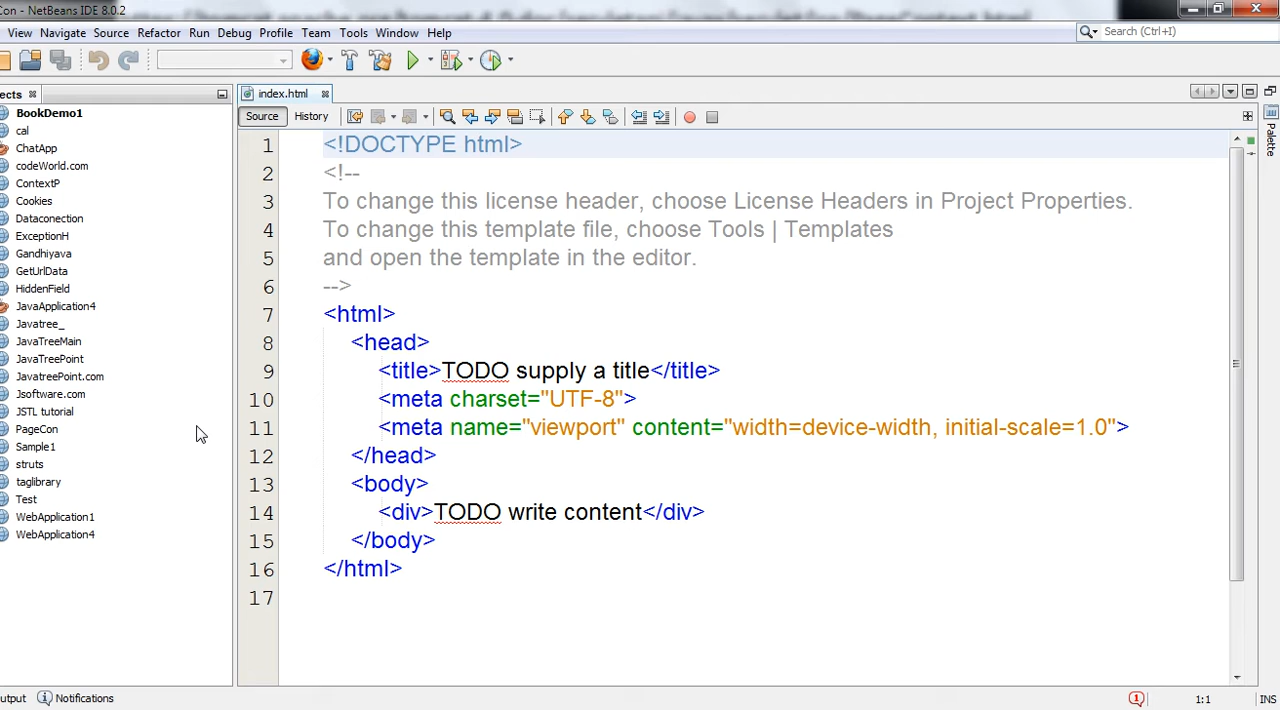 Con - NetBeans IDE 8.0.2
View Navigate Source Refactor Run Debug Profile Team Tools Window Help
Search (Ctrl+I)
ects
index.html
BookDemo1
cal
ChatApp
codeWorld.com
ContextP
Cookies
Dataconection
ExceptionH
Gandhiyava
GetUrlData
HiddenField
JavaApplication4
Javatree_
JavaTreeMain
JavaTreePoint
JavatreePoint.com
Jsoftware.com
JSTL tutorial
PageCon
Sample1
struts
taglibrary
Test
WebApplication1
WebApplication4
Source History
1 <!DOCTYPE html>
2 <!--
3 To change this license header, choose License Headers in Project Properties.
4 To change this template file, choose Tools | Templates
5 and open the template in the editor.
6 -->
7 <html>
8 <head>
9 <title>TODO supply a title</title>
10 <meta charset="UTF-8">
11 <meta name="viewport" content="width=device-width, initial-scale=1.0">
12 </head>
13 <body>
14 <div>TODO write content</div>
15 </body>
16 </html>
17
Palette
utput Notifications
1
1:1
INS